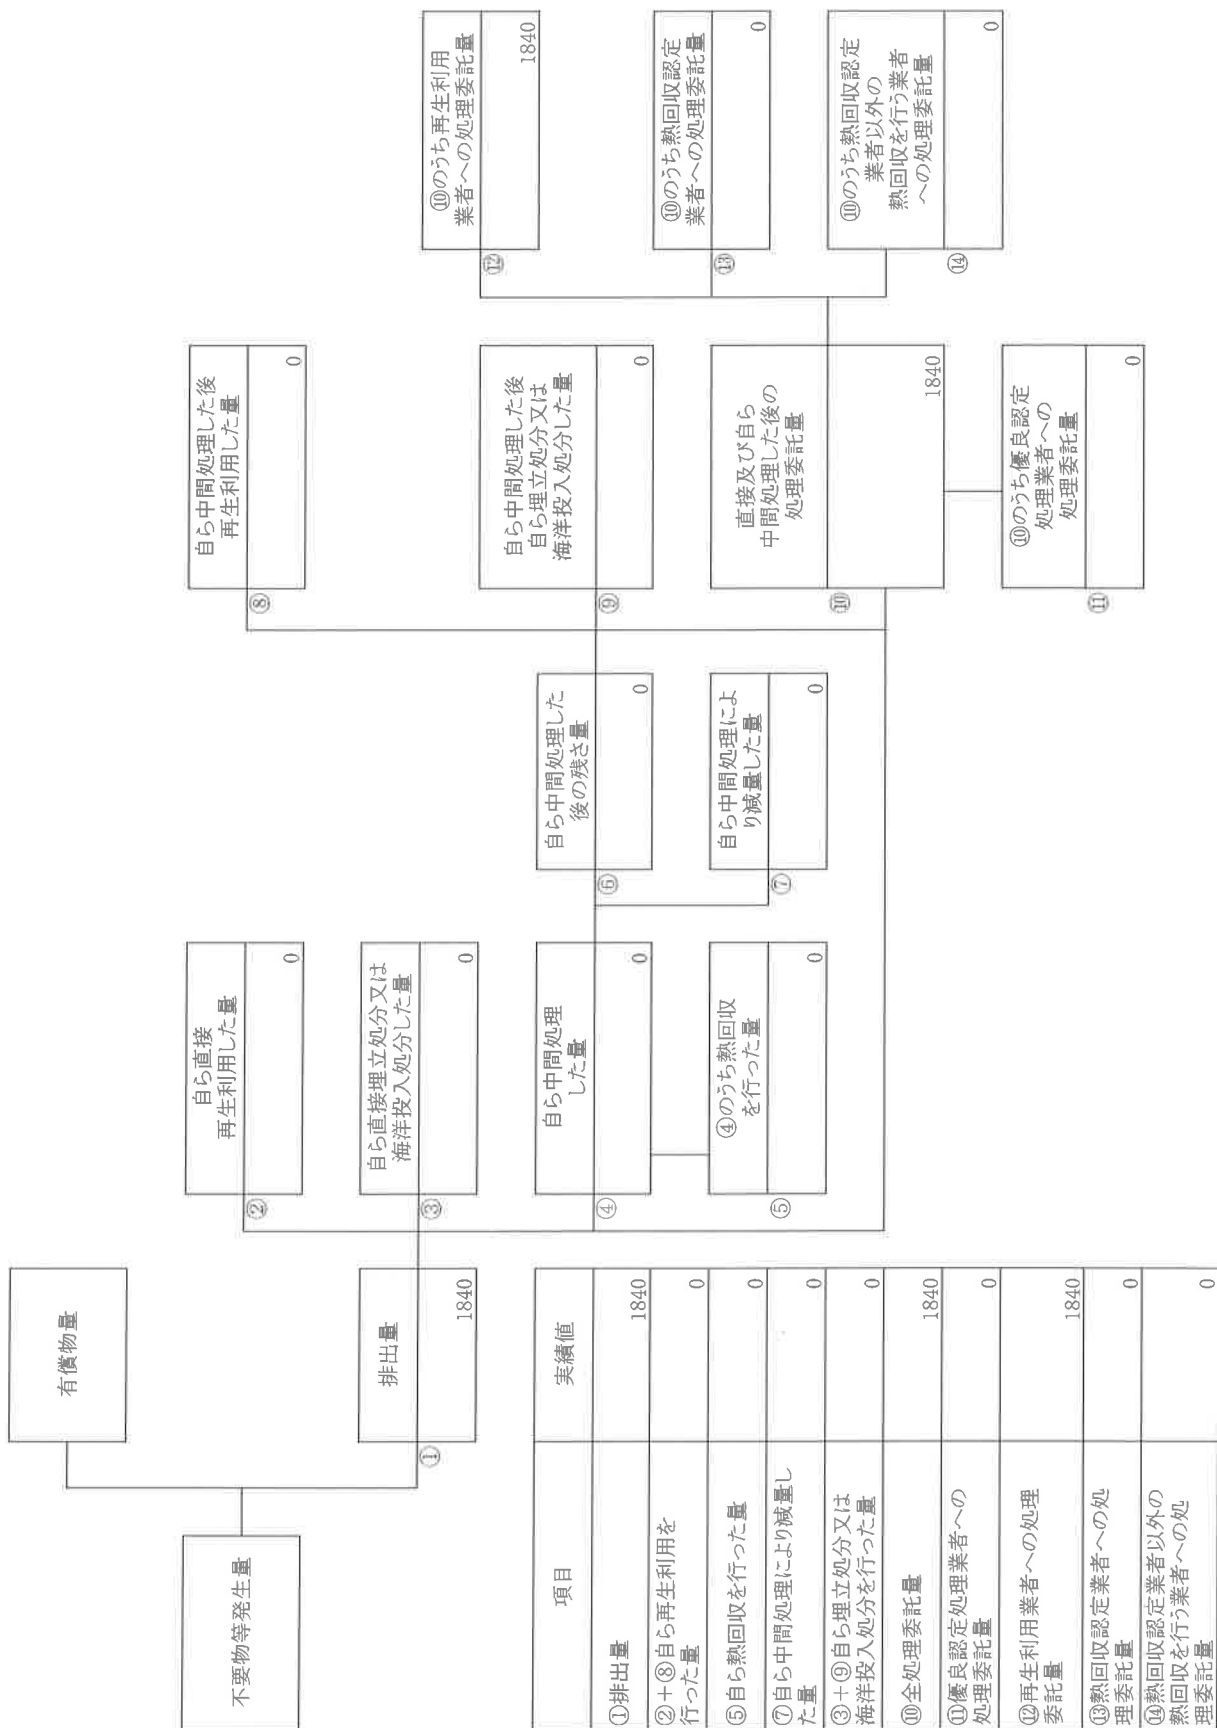 不要物等発生量
有償物量
排出量
①
1840
自ら直接
再生利用した量
②
0
自ら直接埋立処分又は
海洋投入処分した量
③
0
自ら中間処理
した量
④
0
④のうち熱回収
を行った量
⑤
0
自ら中間処理した
後の残さ量
⑥
0
自ら中間処理によ
り減量した量
⑦
0
自ら中間処理した後
再生利用した量
⑧
0
自ら中間処理した後
自ら埋立処分又は
海洋投入処分した量
⑨
0
直接及び自ら
中間処理した後の
処理委託量
⑩
1840
⑩のうち優良認定
処理業者への
処理委託量
⑪
0
⑩のうち再生利用
業者への処理委託量
⑫
1840
⑩のうち熱回収認定
業者への処理委託量
⑬
0
⑩のうち熱回収認定
業者以外の
熱回収を行う業者
への処理委託量
⑭
0
項目 実績値
①排出量 1840
②+⑧自ら再生利用を
行った量 0
⑤自ら熱回収を行った量 0
⑦自ら中間処理により減量し
た量 0
③+⑨自ら埋立処分又は
海洋投入処分を行った量 0
⑩全処理委託量 1840
⑪優良認定処理業者への
処理委託量 0
⑫再生利用業者への処理
委託量 1840
⑬熱回収認定業者への処
理委託量 0
⑭熱回収認定業者以外の
熱回収を行う業者への処
理委託量 0